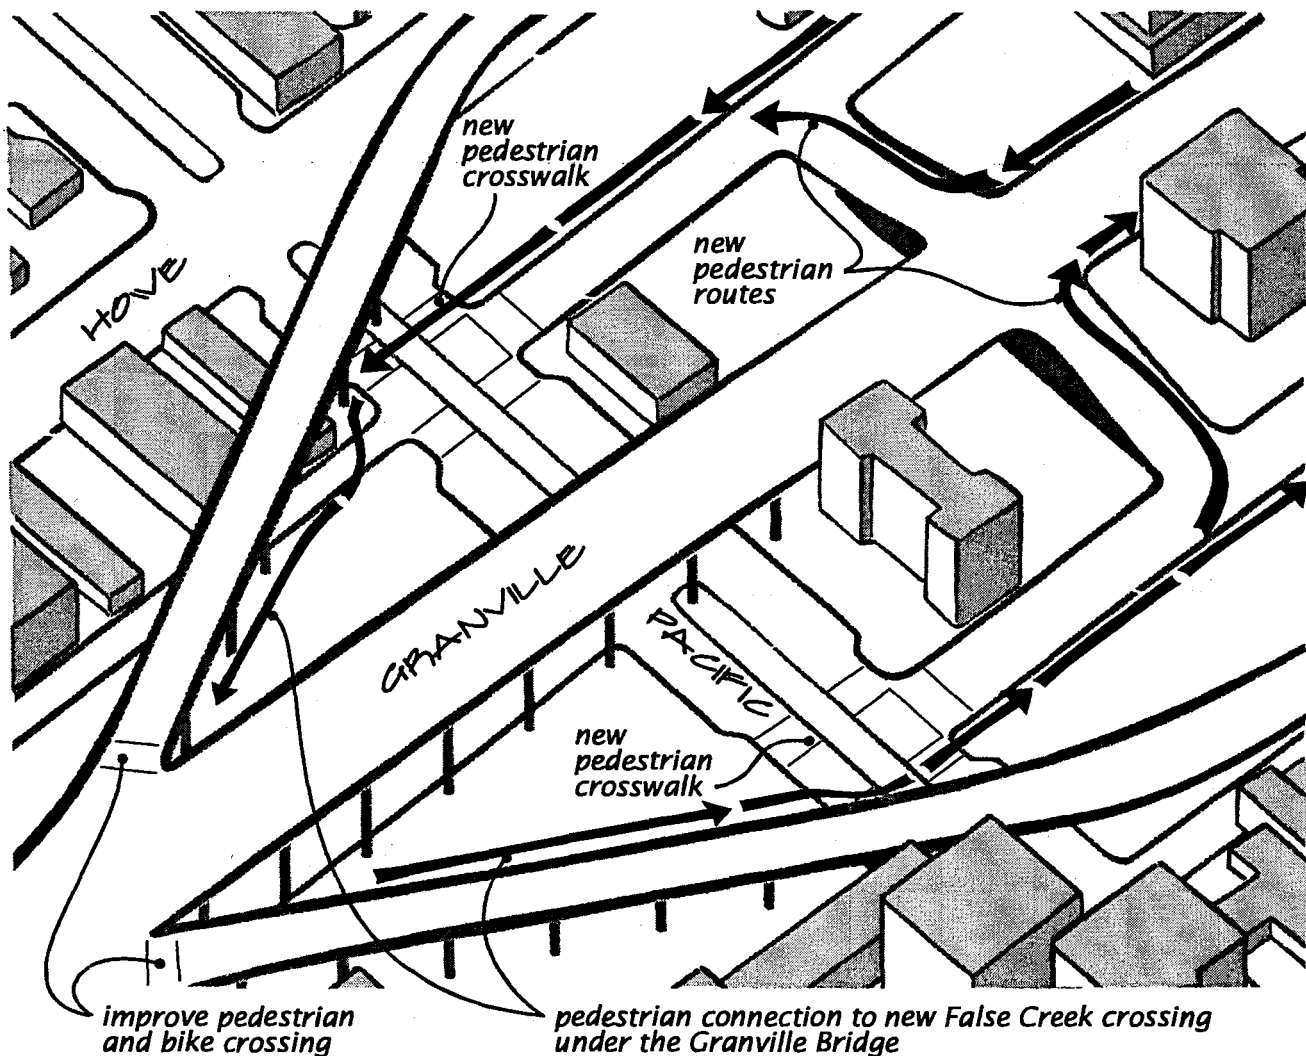 new
pedestrian
crosswalk
new
pedestrian
routes
HOWE
GRANVILLE
PACIFIC
new
pedestrian
crosswalk
improve pedestrian
and bike crossing
pedestrian connection to new False Creek crossing
under the Granville Bridge